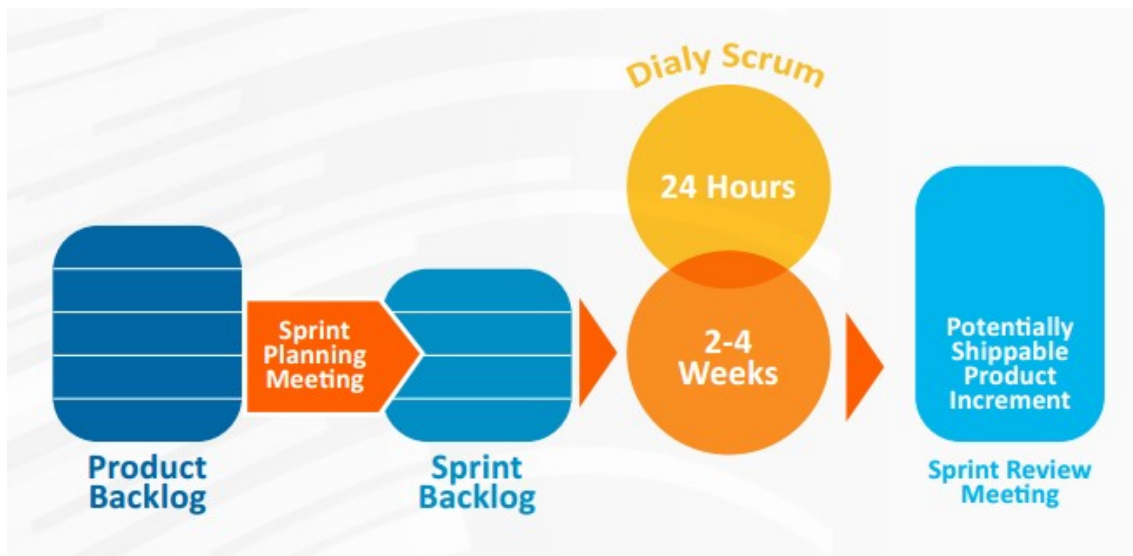 Product
Backlog
Sprint
Planning
Meeting
Sprint
Backlog
Dialy Scrum
24 Hours
2-4
Weeks
Potentially
Shippable
Product
Increment
Sprint Review
Meeting